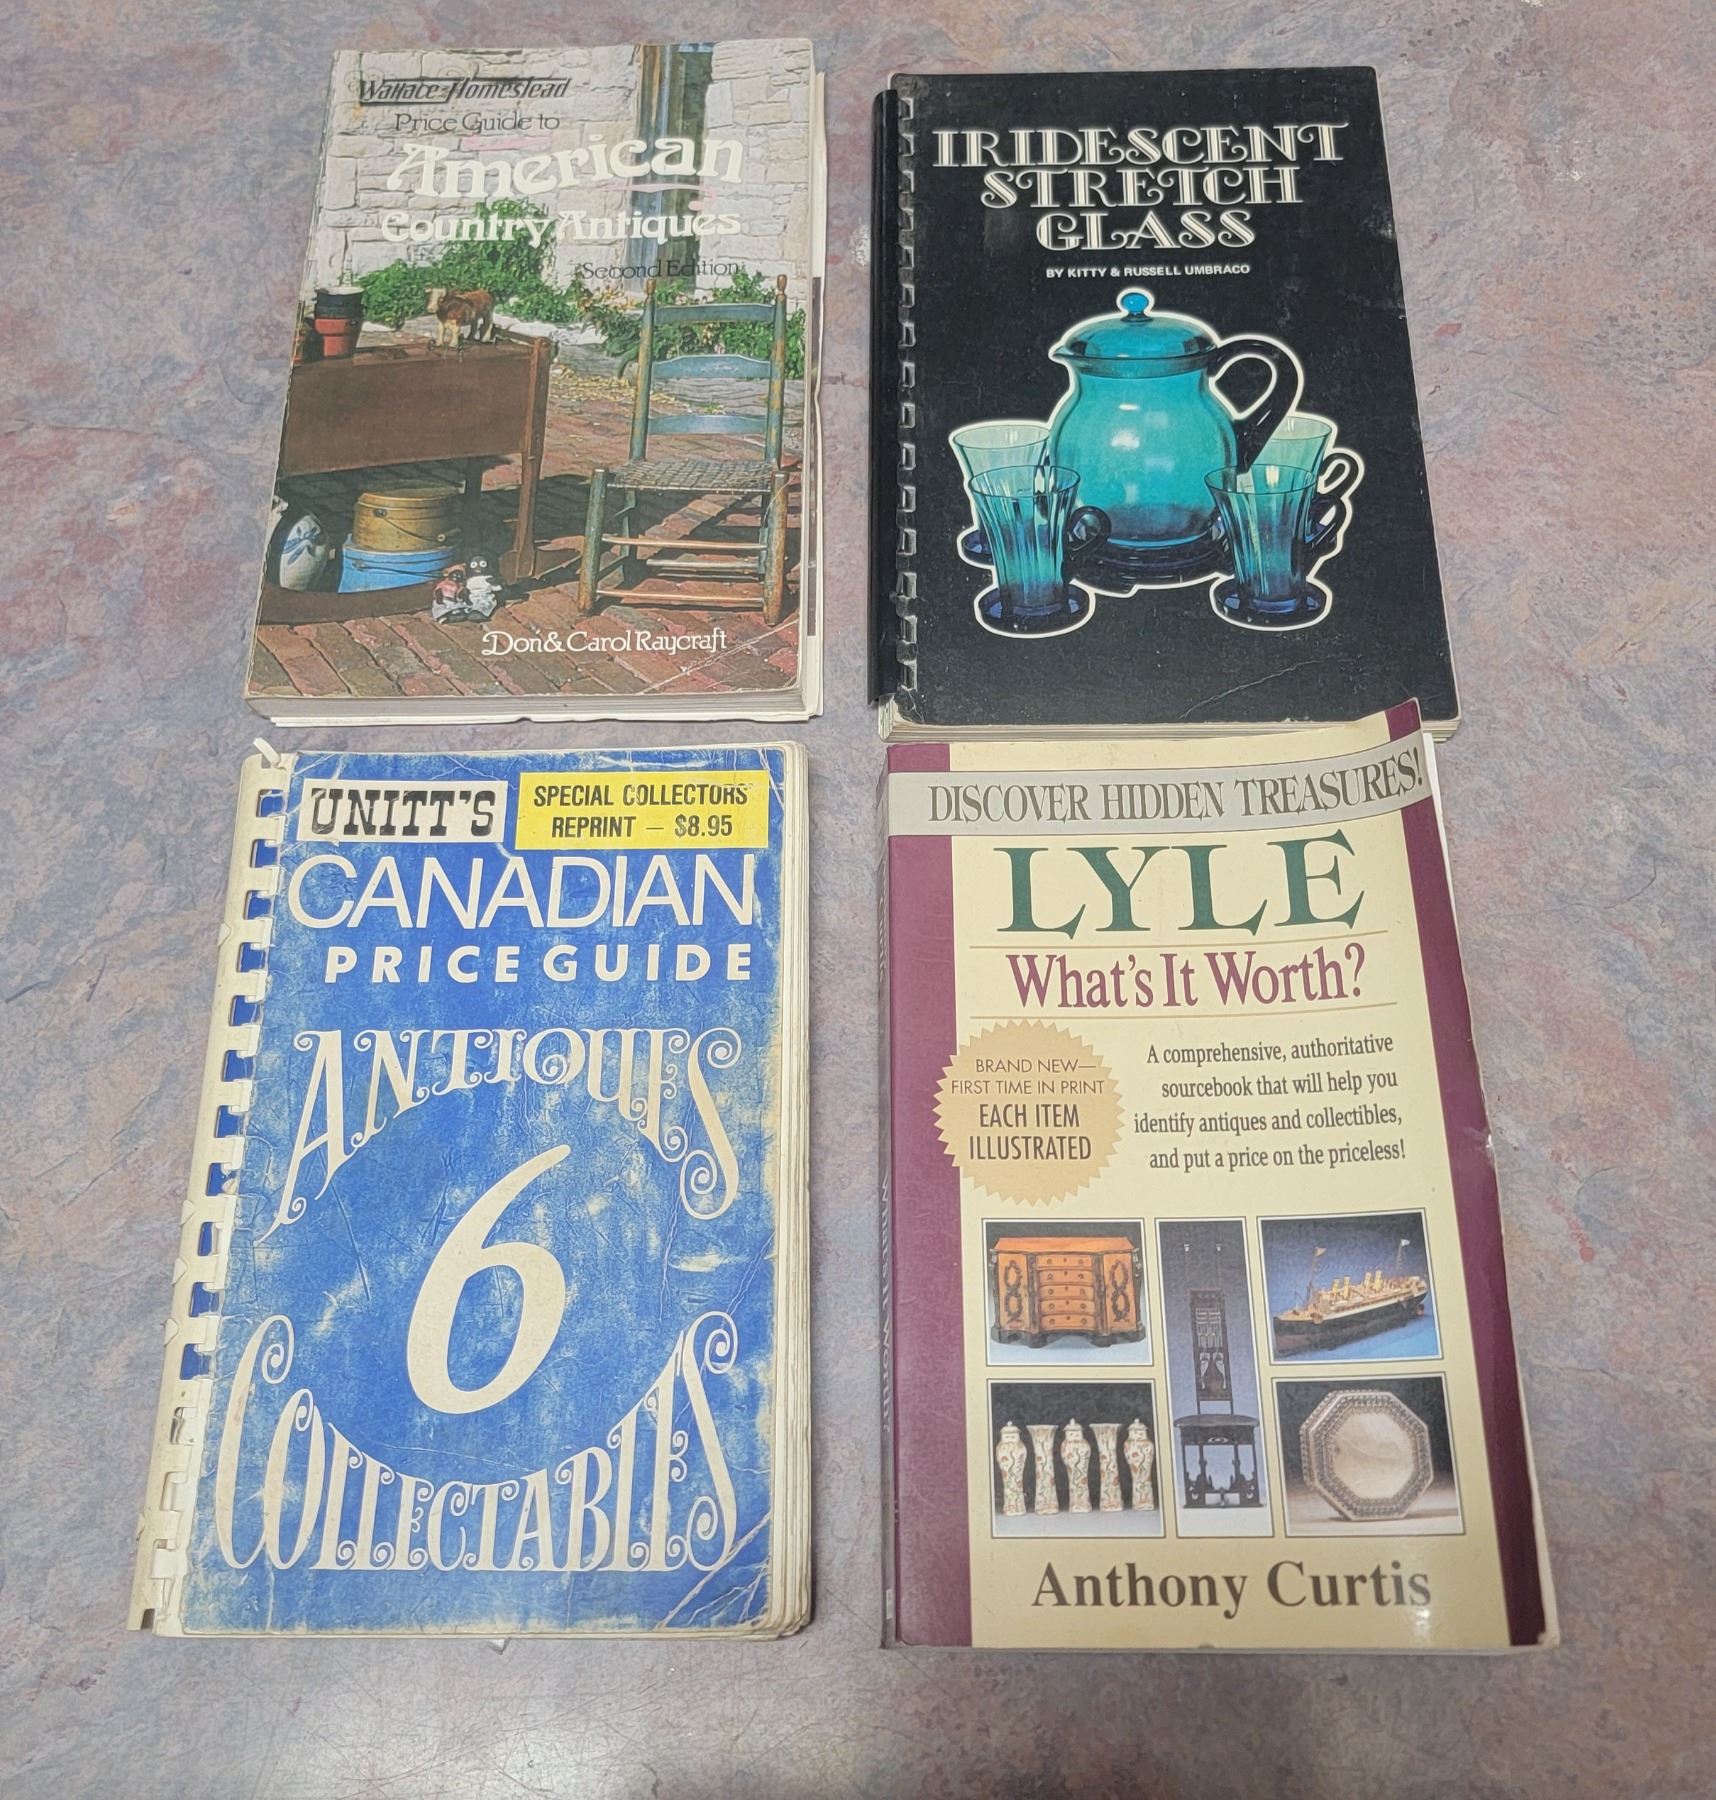 Wallace-Homestead
Price Guide to
American
Country Antiques
Second Edition
Don & Carol Raycraft
IRIDESCENT
STRETCH
GLASS
BY KITTY & RUSSELL UMBRACO
UNITT'S
SPECIAL COLLECTORS'
REPRINT — $8.95
CANADIAN
PRICE GUIDE
ANTIQUES
6
COLLECTABLES
DISCOVER HIDDEN TREASURES!
LYLE
What's It Worth?
BRAND NEW—
FIRST TIME IN PRINT
EACH ITEM
ILLUSTRATED
A comprehensive, authoritative
sourcebook that will help you
identify antiques and collectibles,
and put a price on the priceless!
Anthony Curtis